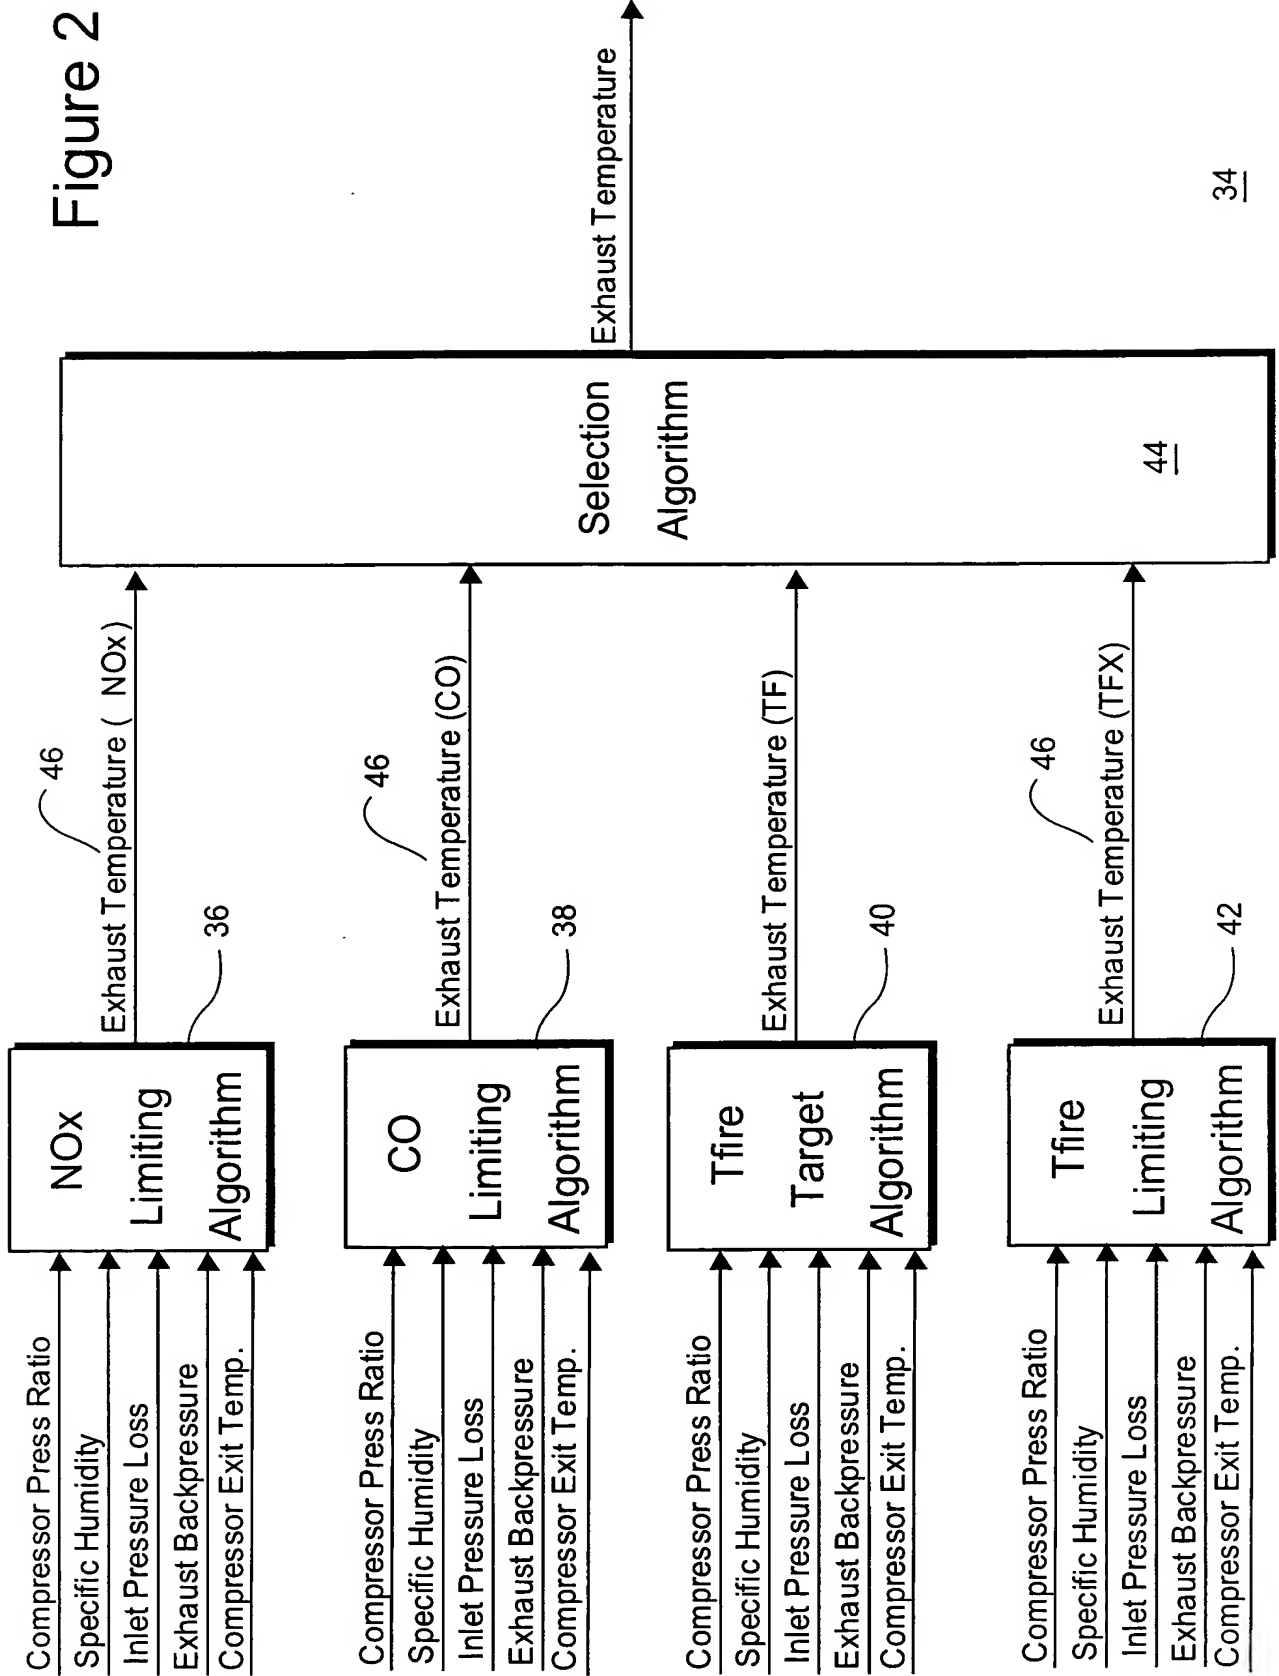 Figure 2
Compressor Press Ratio
Specific Humidity
Inlet Pressure Loss
Exhaust Backpressure
Compressor Exit Temp.
NOx
Limiting
Algorithm
36
46
Exhaust Temperature ( NOx)
Compressor Press Ratio
Specific Humidity
Inlet Pressure Loss
Exhaust Backpressure
Compressor Exit Temp.
CO
Limiting
Algorithm
38
46
Exhaust Temperature (CO)
Compressor Press Ratio
Specific Humidity
Inlet Pressure Loss
Exhaust Backpressure
Compressor Exit Temp.
Tfire
Target
Algorithm
40
Exhaust Temperature (TF)
Compressor Press Ratio
Specific Humidity
Inlet Pressure Loss
Exhaust Backpressure
Compressor Exit Temp.
Tfire
Limiting
Algorithm
42
46
Exhaust Temperature (TFX)
Selection
Algorithm
44
Exhaust Temperature
34